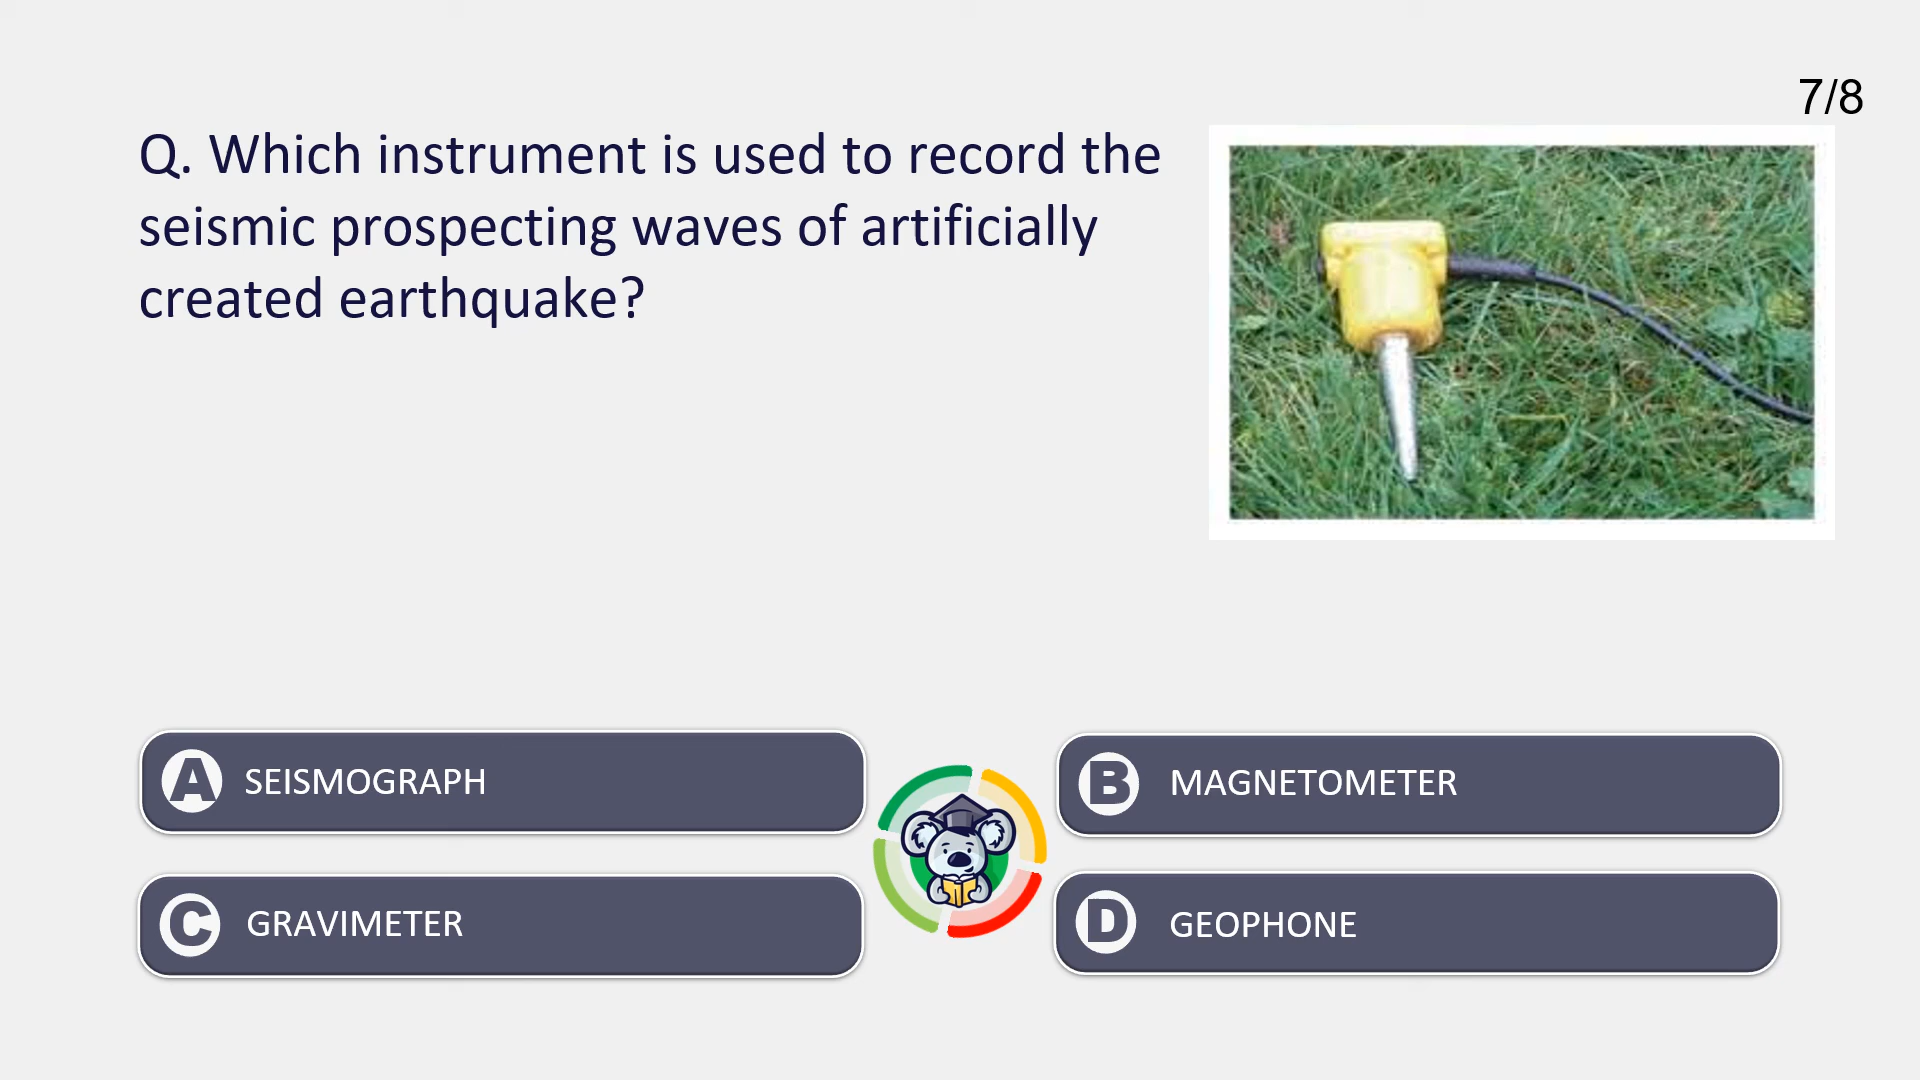 7/8
Q. Which instrument is used to record the
seismic prospecting waves of artificially
created earthquake?
A SEISMOGRAPH
B MAGNETOMETER
C GRAVIMETER
D GEOPHONE